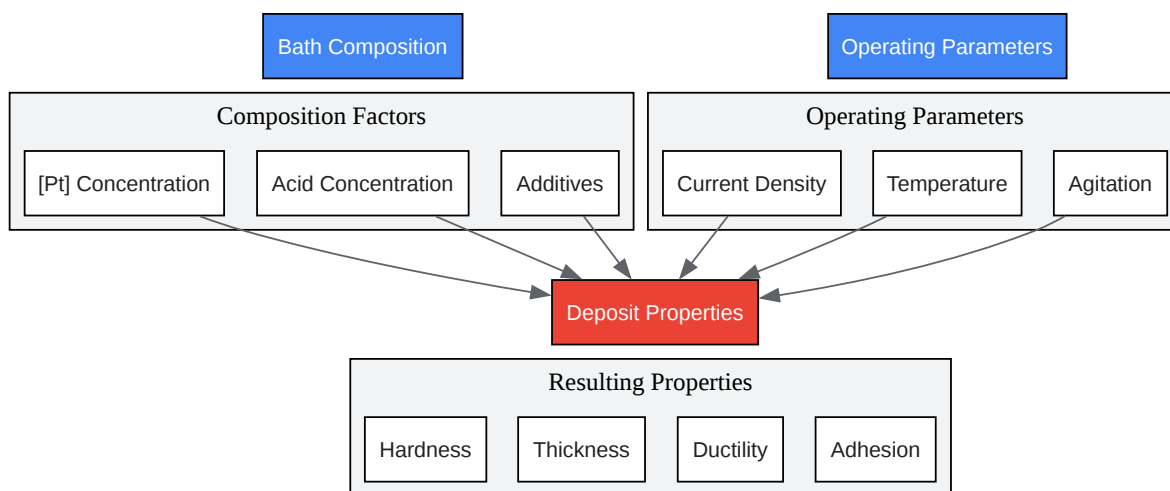 Bath Composition
Operating Parameters
Composition Factors
Operating Parameters
[Pt] Concentration
Acid Concentration
Additives
Current Density
Temperature
Agitation
Deposit Properties
Resulting Properties
Hardness
Thickness
Ductility
Adhesion